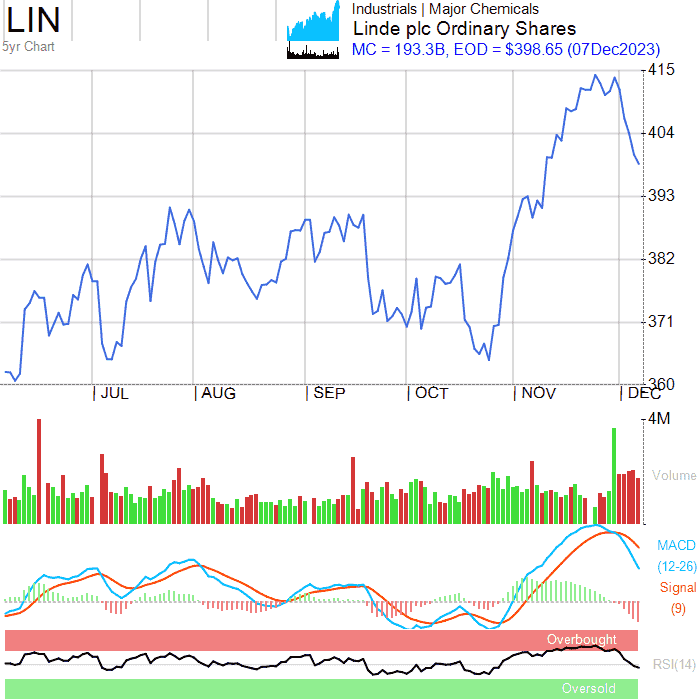 LIN
5yr Chart
Industrials | Major Chemicals
Linde plc Ordinary Shares
MC = 193.3B, EOD = $398.65 (07Dec2023)
415
404
393
382
371
360
JUL AUG SEP OCT NOV DEC
4M
Volume
MACD
(12-26)
Signal
(9)
Overbought
RSI(14)
Oversold